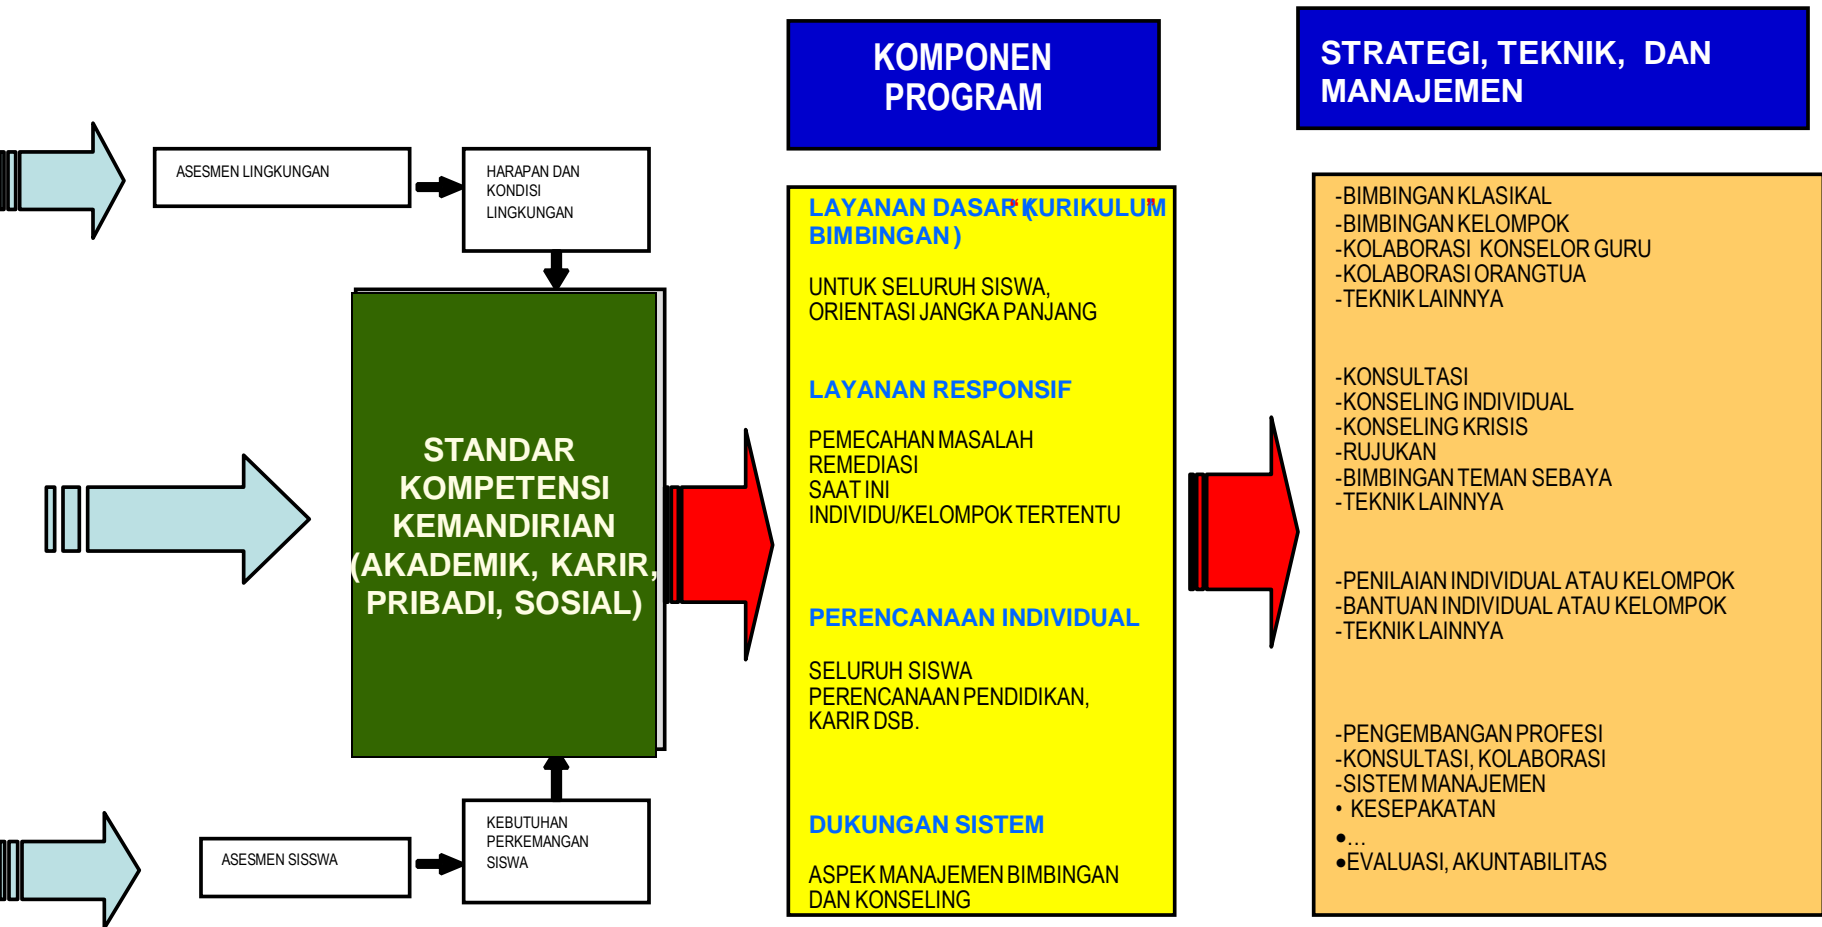 KOMPONEN
PROGRAM
STRATEGI, TEKNIK, DAN
MANAJEMEN
ASESMEN LINGKUNGAN
HARAPAN DAN
KONDISI
LINGKUNGAN
STANDAR
KOMPETENSI
KEMANDIRIAN
(AKADEMIK, KARIR,
PRIBADI, SOSIAL)
ASESMEN SISSWA
KEBUTUHAN
PERKEMANGAN
SISWA
LAYANAN DASAR (KURIKULUM
BIMBINGAN)
UNTUK SELURUH SISWA,
ORIENTASI JANGKA PANJANG
LAYANAN RESPONSIF
PEMECAHAN MASALAH
REMEDIASI
SAAT INI
INDIVIDU/KELOMPOK TERTENTU
PERENCANAAN INDIVIDUAL
SELURUH SISWA
PERENCANAAN PENDIDIKAN,
KARIR DSB.
DUKUNGAN SISTEM
ASPEK MANAJEMEN BIMBINGAN
DAN KONSELING
-BIMBINGAN KLASIKAL
-BIMBINGAN KELOMPOK
-KOLABORASI KONSELOR GURU
-KOLABORASI ORANGTUA
-TEKNIK LAINNYA
-KONSULTASI
-KONSELING INDIVIDUAL
-KONSELING KRISIS
-RUJUKAN
-BIMBINGAN TEMAN SEBAYA
-TEKNIK LAINNYA
-PENILAIAN INDIVIDUAL ATAU KELOMPOK
-BANTUAN INDIVIDUAL ATAU KELOMPOK
-TEKNIK LAINNYA
-PENGEMBANGAN PROFESI
-KONSULTASI, KOLABORASI
-SISTEM MANAJEMEN
• KESEPAKATAN
●…
●EVALUASI, AKUNTABILITAS